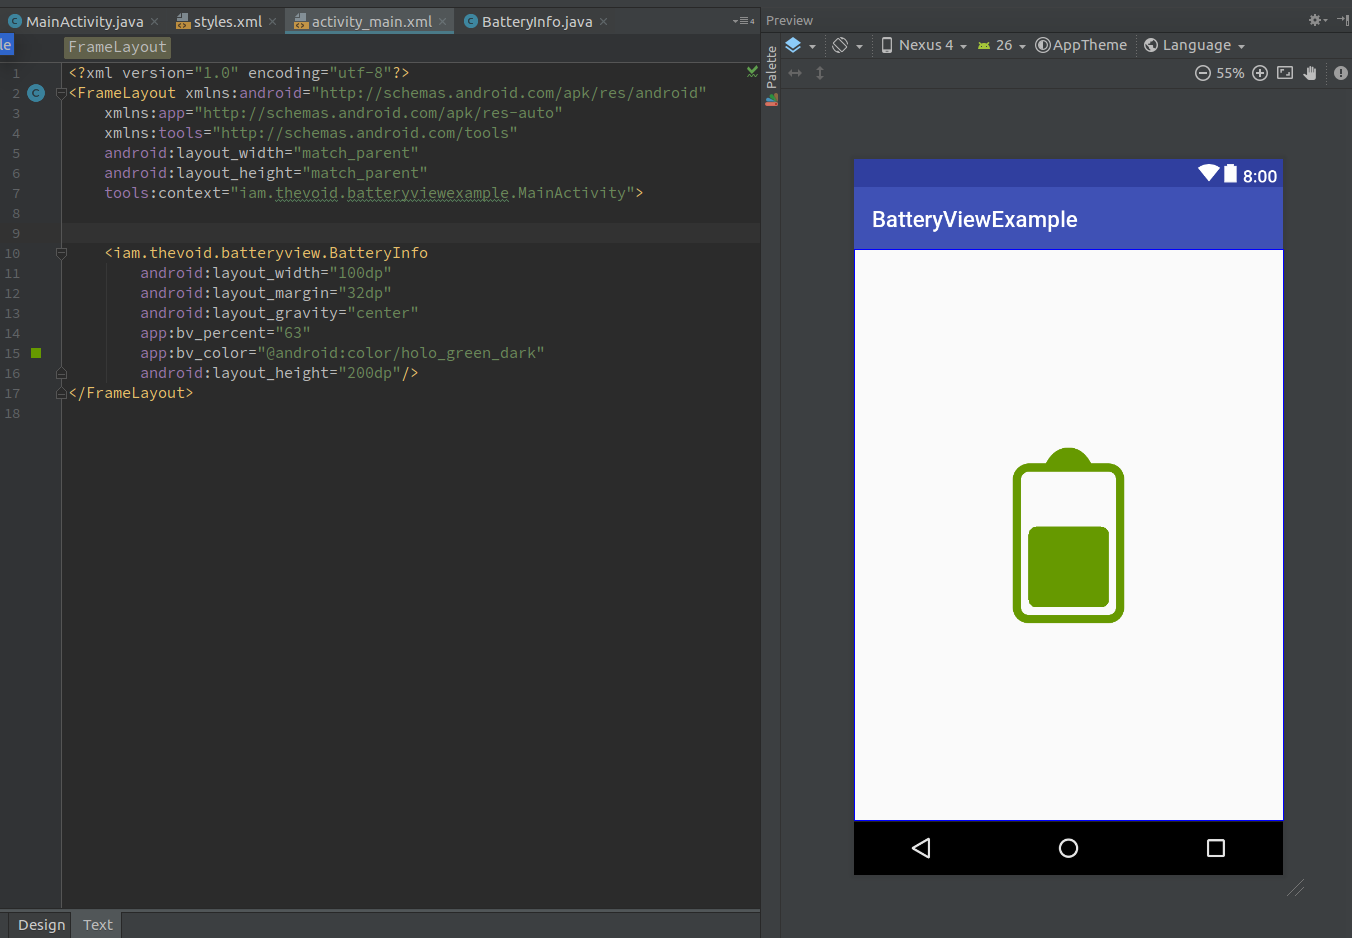 MainActivity.java
styles.xml
activity_main.xml
BatteryInfo.java
4
Preview
le
FrameLayout
Palette
Nexus 4
26
AppTheme
Language
55%
1 <?xml version="1.0" encoding="utf-8"?>
2 <FrameLayout xmlns:android="http://schemas.android.com/apk/res/android"
3 xmlns:app="http://schemas.android.com/apk/res-auto"
4 xmlns:tools="http://schemas.android.com/tools"
5 android:layout_width="match_parent"
6 android:layout_height="match_parent"
7 tools:context="iam.thevoid.batteryviewexample.MainActivity">
8
9
10 <iam.thevoid.batteryview.BatteryInfo
11 android:layout_width="100dp"
12 android:layout_margin="32dp"
13 android:layout_gravity="center"
14 app:bv_percent="63"
15 app:bv_color="@android:color/holo_green_dark"
16 android:layout_height="200dp"/>
17 </FrameLayout>
18
8:00
BatteryViewExample
Design
Text